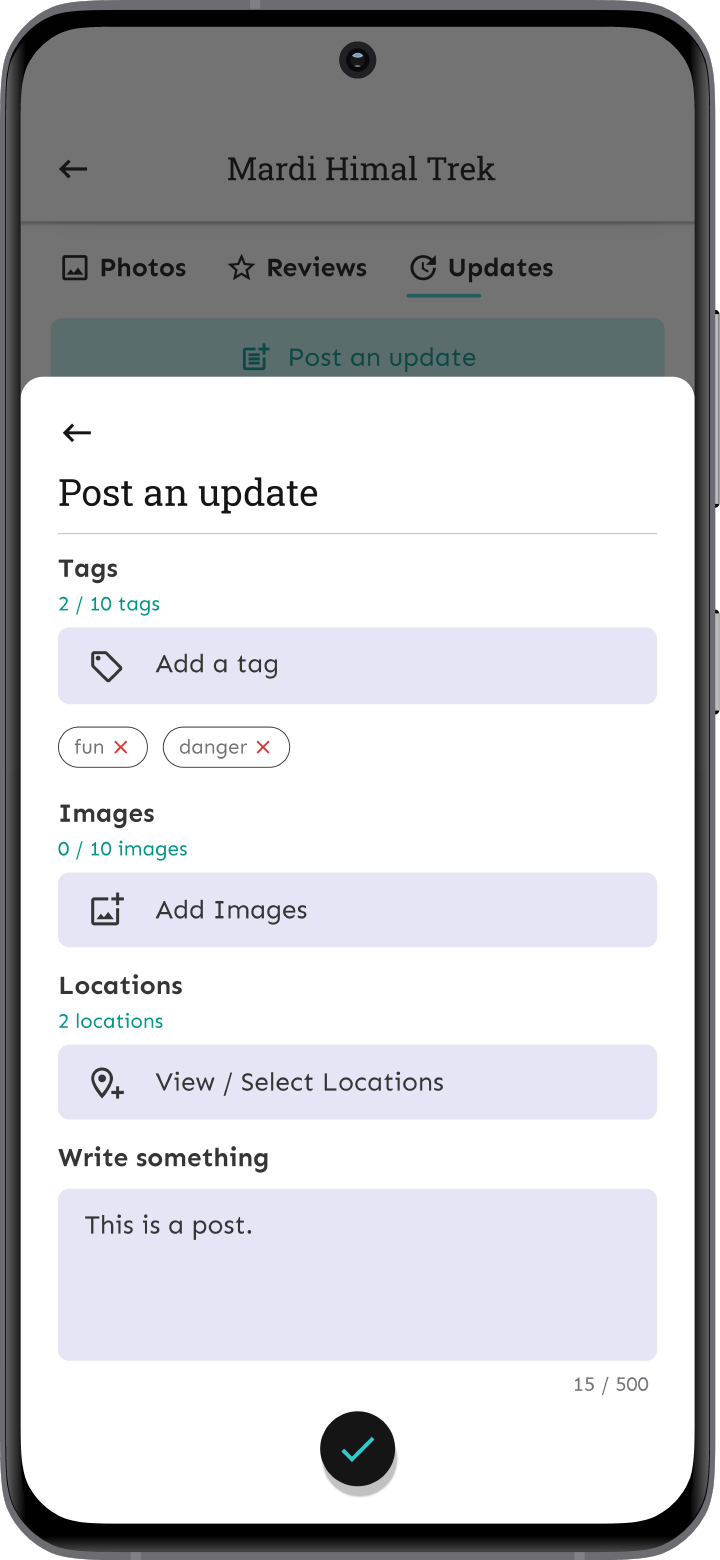 Mardi Himal Trek
Photos Reviews Updates
Post an update
Post an update
Tags
2 / 10 tags
Add a tag
fun danger
Images
0 / 10 images
Add Images
Locations
2 locations
View / Select Locations
Write something
This is a post.
15 / 500